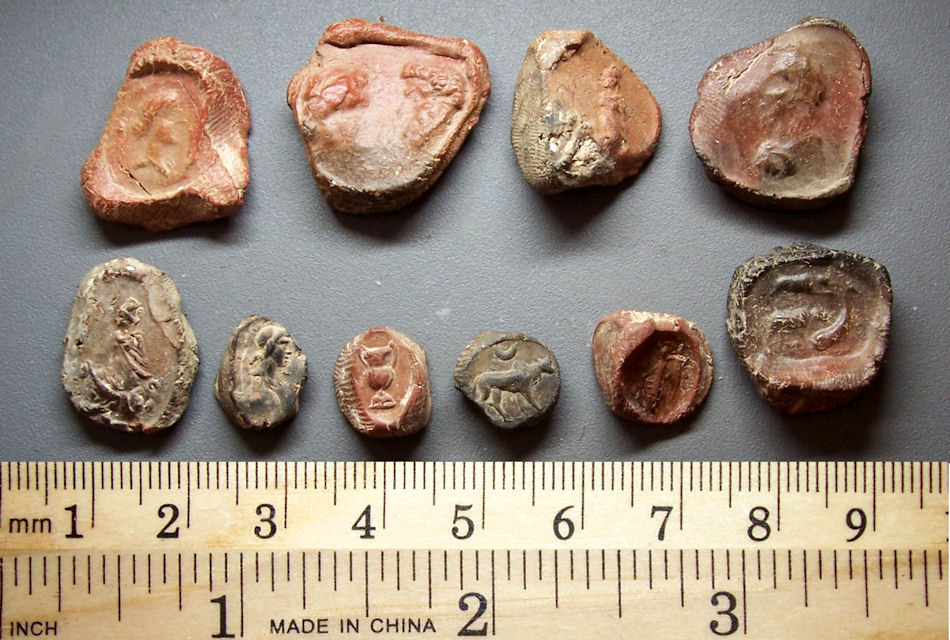 mm 1 2 3 4 5 6 7 8 9
1 2 3
INCH MADE IN CHINA